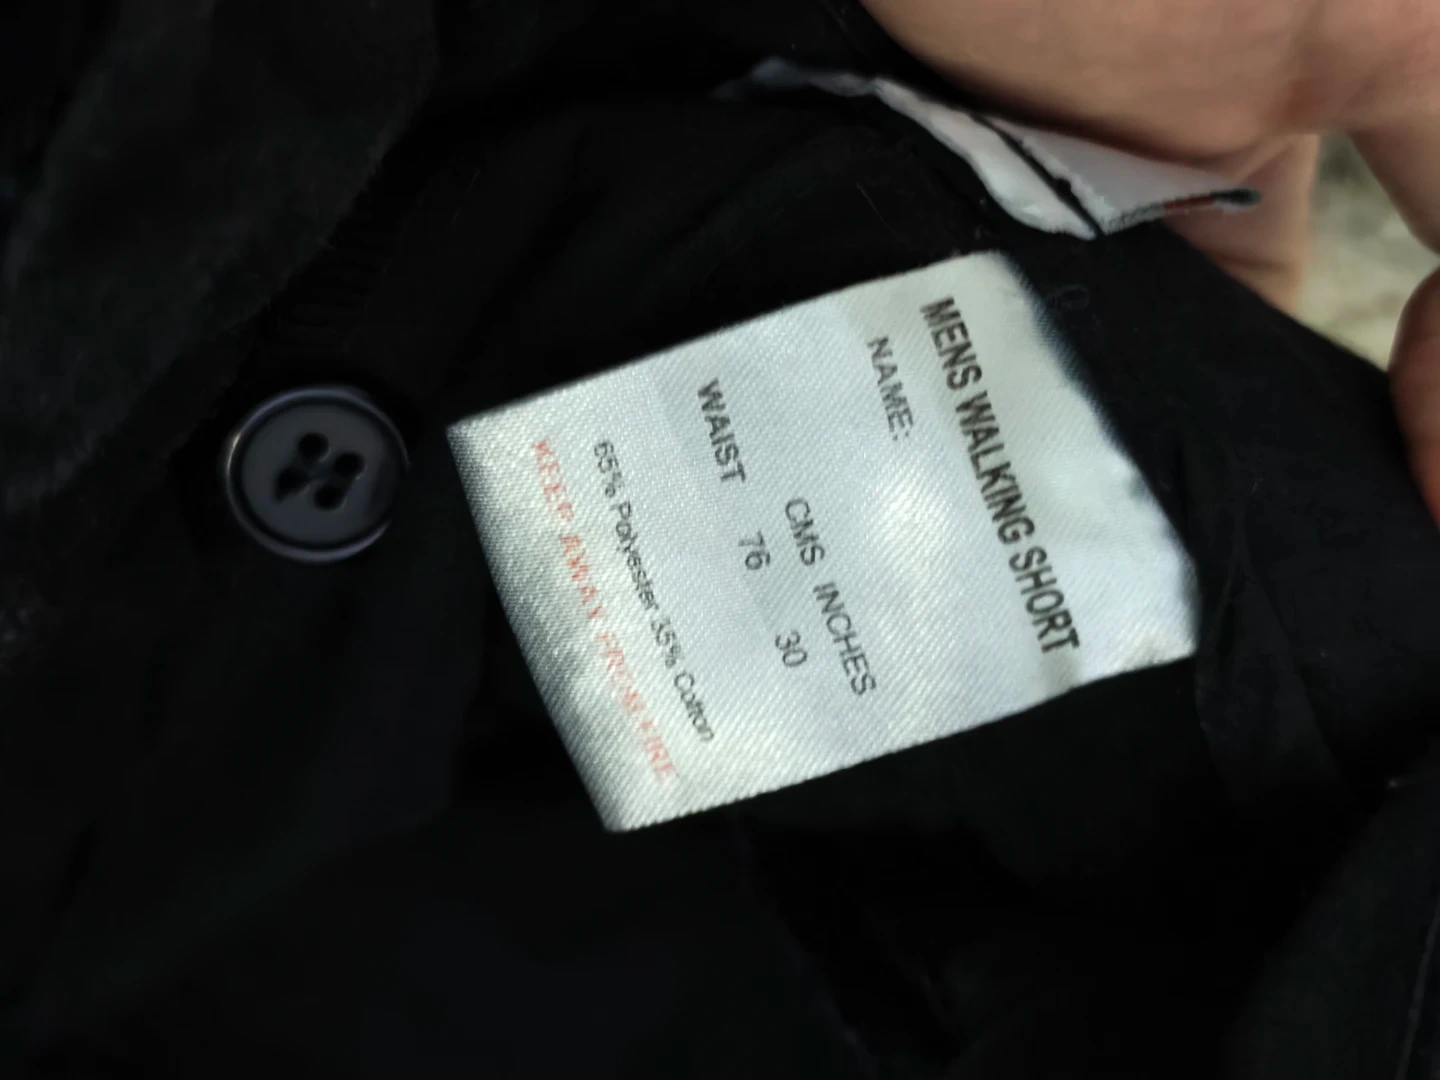 MENS WALKING SHORT
NAME:
CMS INCHES
WAIST 76 30
65% Polyester 35% Cotton
KEEP AWAY FROM FIRE